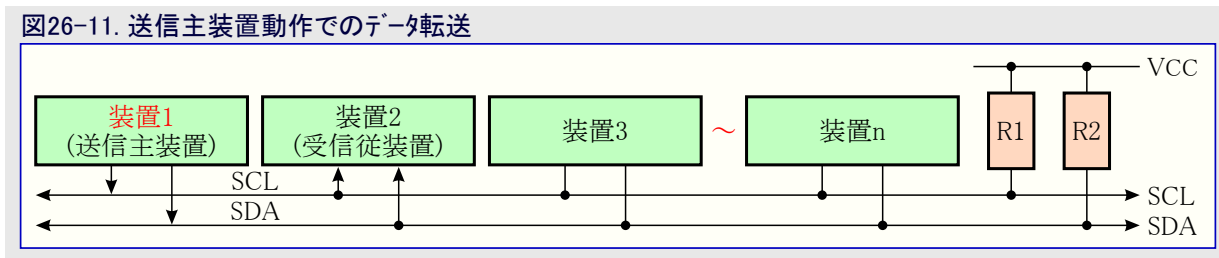 図26-11. 送信主装置動作でのﾃﾞｰﾀ転送
VCC
装置1
(送信主装置)
装置2
(受信従装置)
装置3
～
装置n
R1
R2
SCL
SCL
SDA
SDA